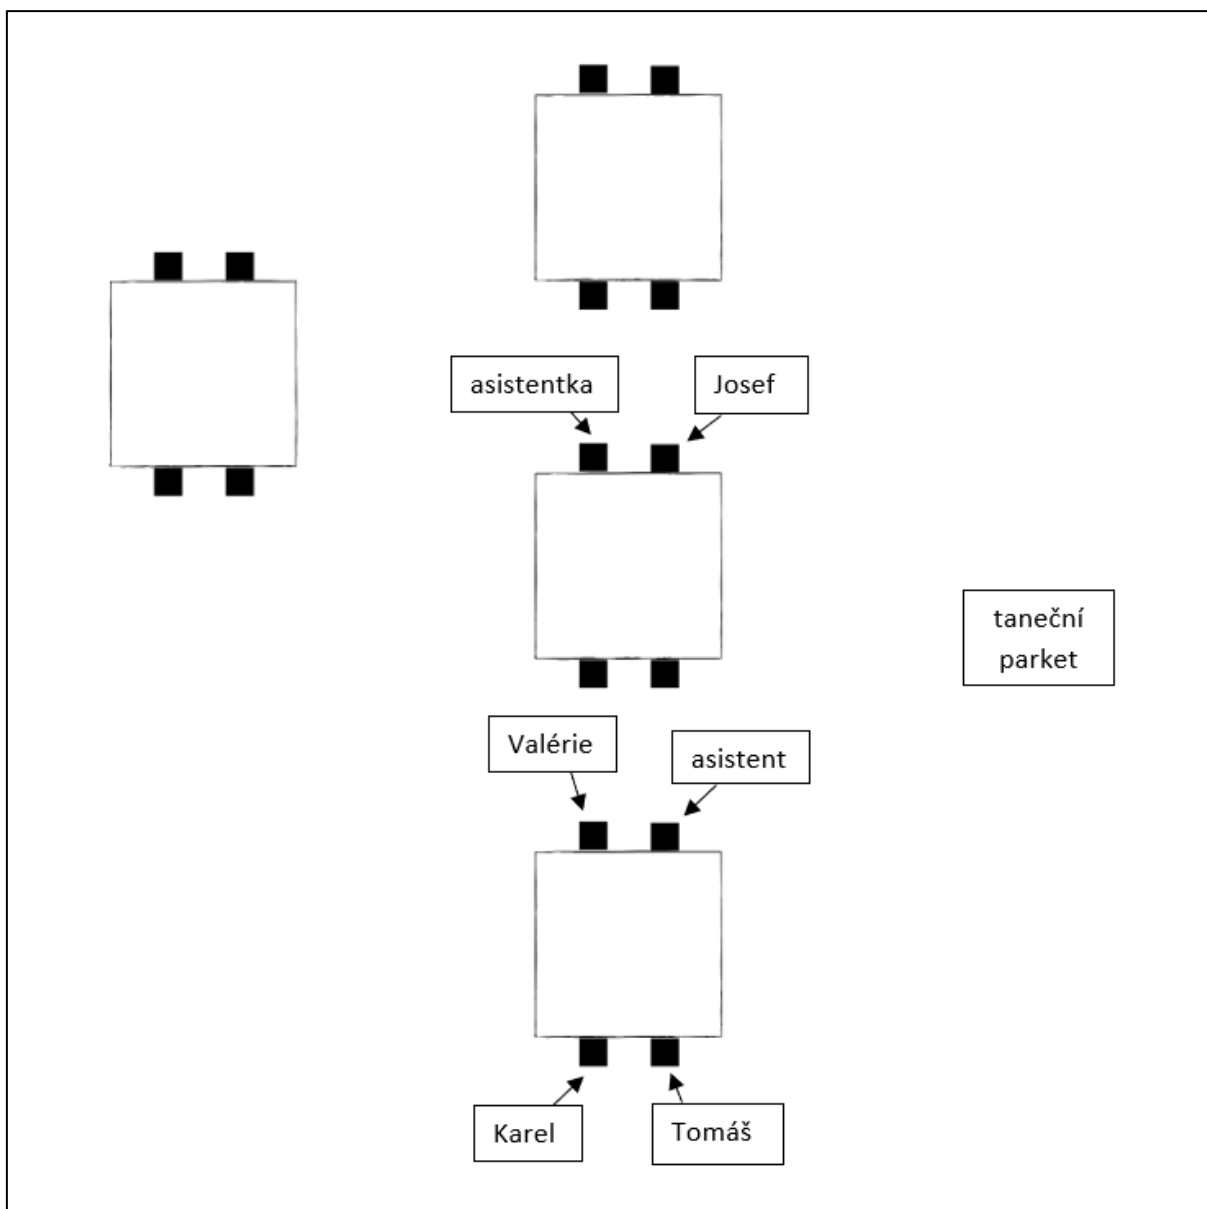 asistentka
Josef
taneční
parket
Valérie
asistent
Karel
Tomáš